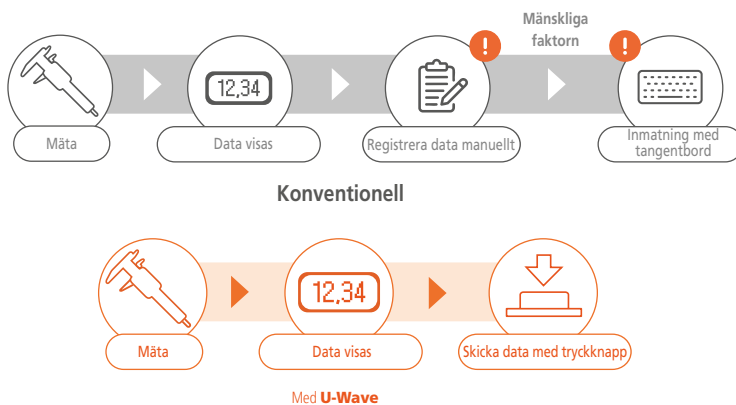 Mänskliga
faktorn
!
!
12,34
Mäta
Data visas
Registrera data manuellt
Inmatning med
tangentbord
Konventionell
12,34
Mäta
Data visas
Skicka data med tryckknapp
Med U-Wave